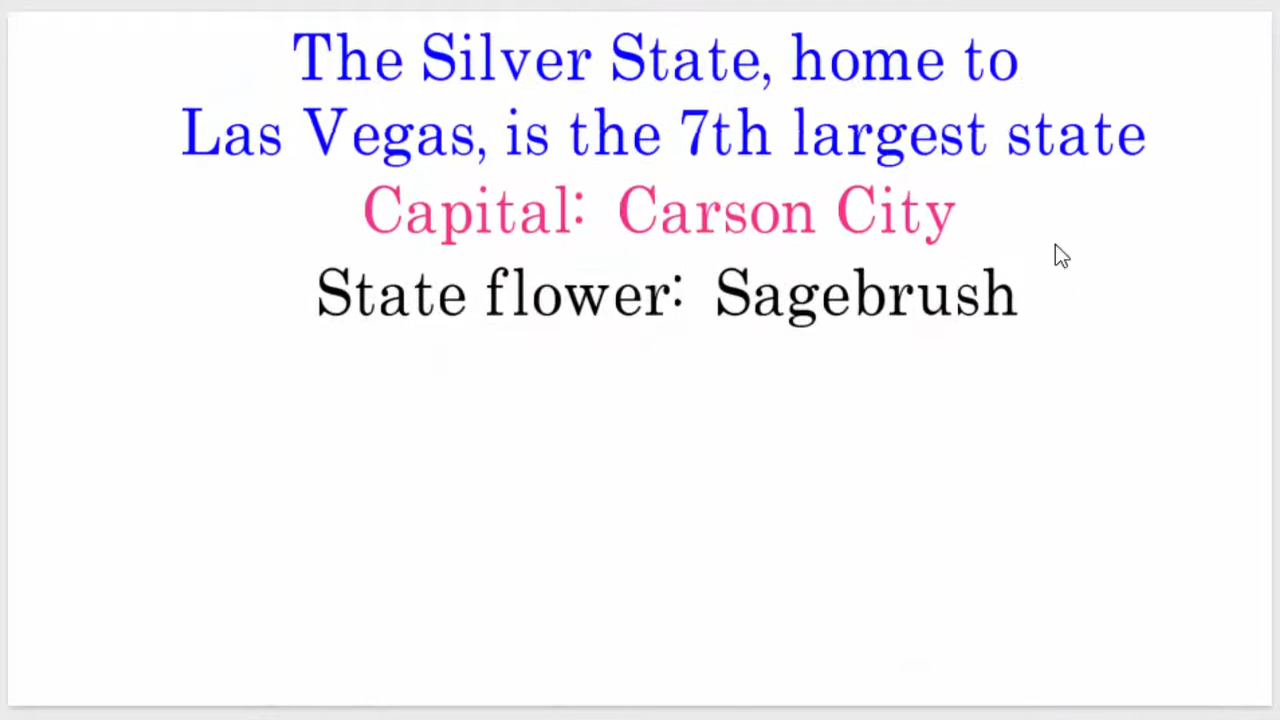 The Silver State, home to
Las Vegas, is the 7th largest state
Capital: Carson City
State flower: Sagebrush